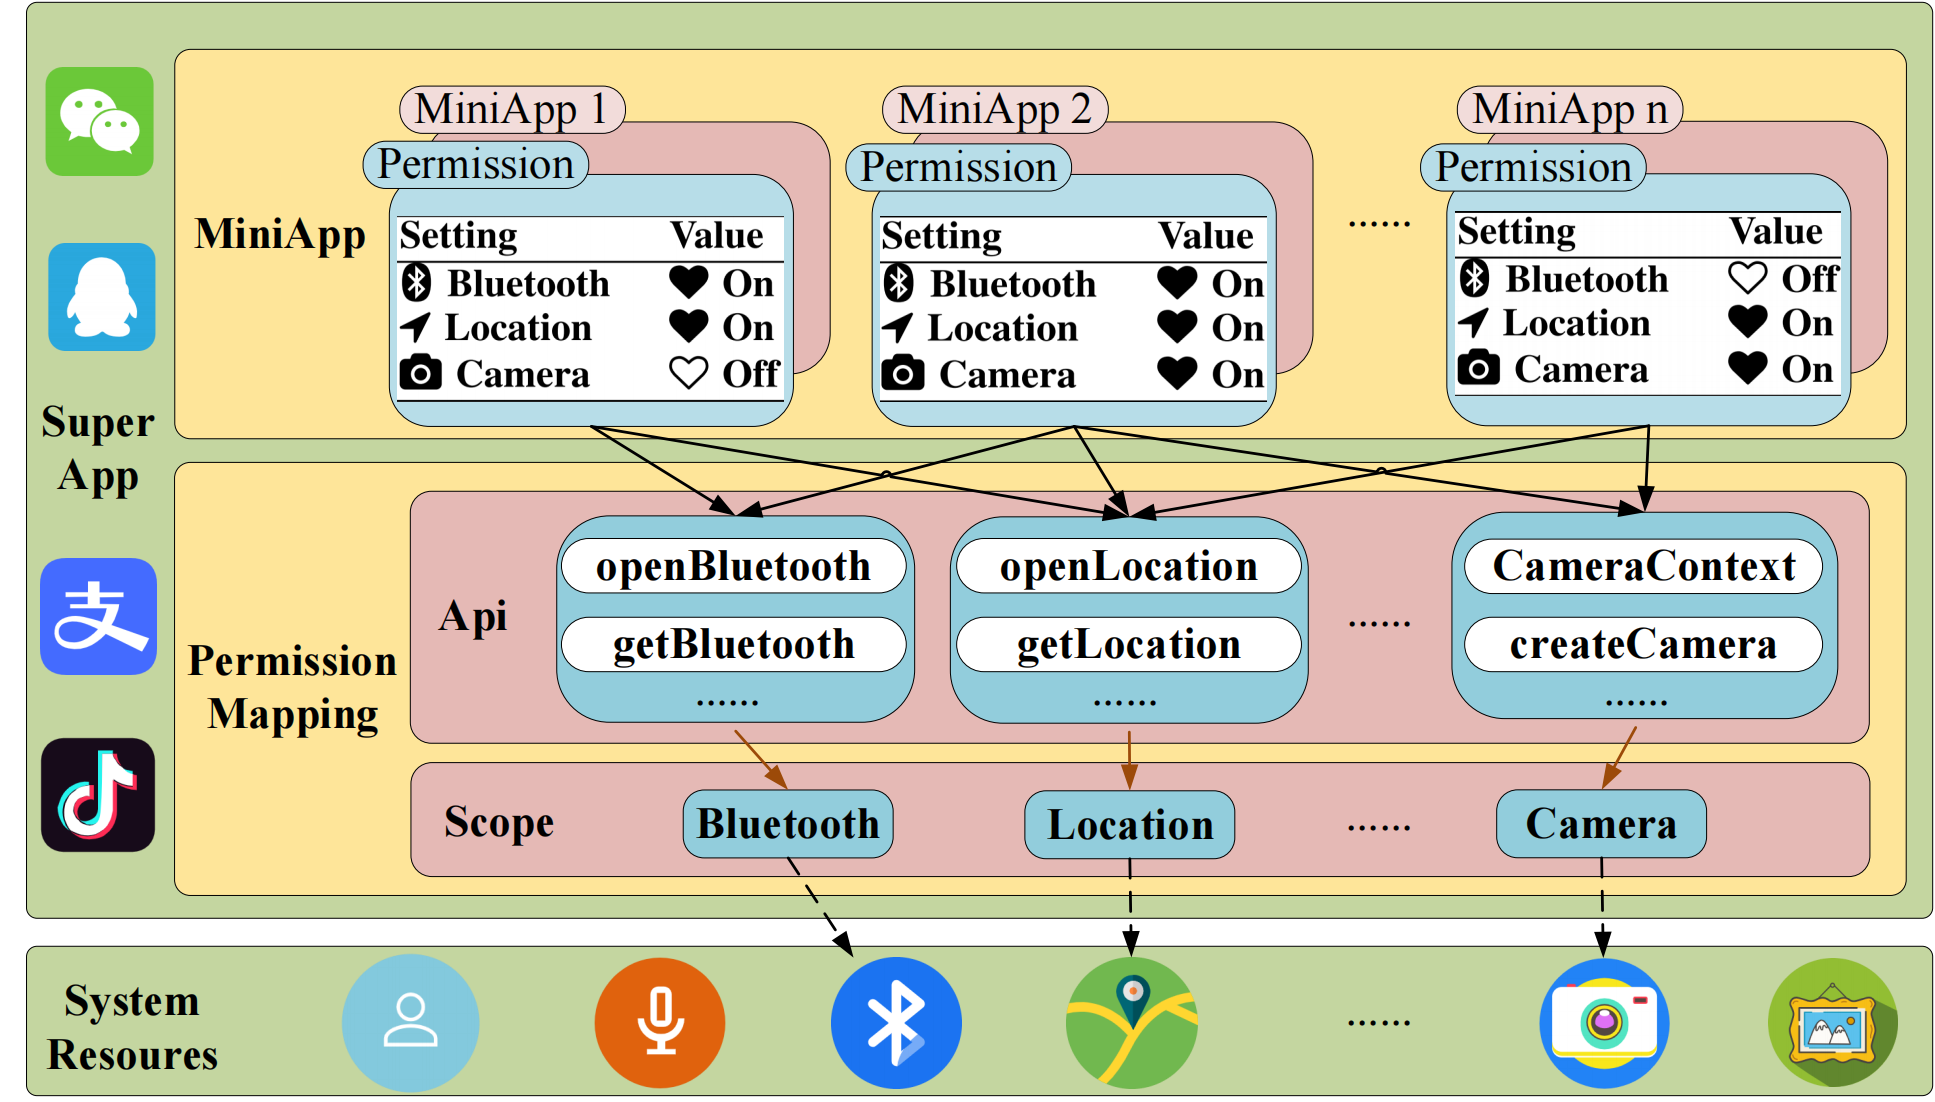 MiniApp 1
MiniApp 2
MiniApp n
Permission
Permission
Permission
MiniApp
Setting Value
Bluetooth On
Location On
Camera Off
Setting Value
Bluetooth On
Location On
Camera On
......
Setting Value
Bluetooth Off
Location On
Camera On
Super
App
支
Permission
Mapping
Api
openBluetooth
getBluetooth
......
openLocation
getLocation
......
......
CameraContext
createCamera
......
Scope
Bluetooth
Location
......
Camera
System
Resoures
......